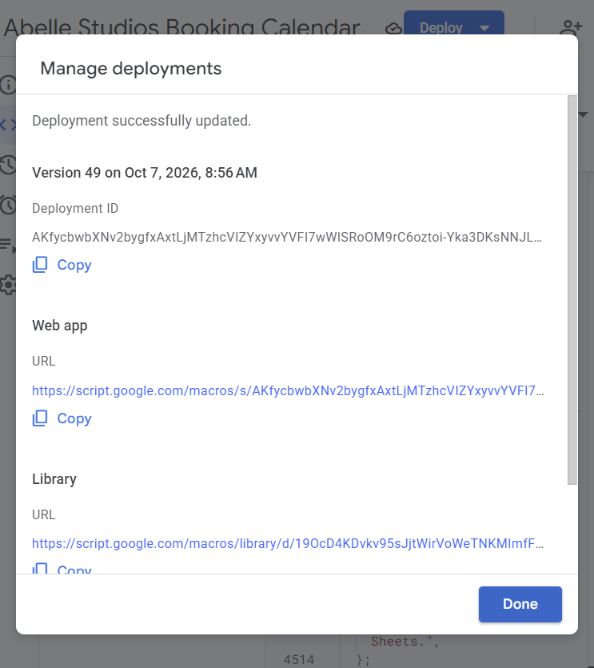 Abelle Studios Booking Calendar
Deploy
Manage deployments
Deployment successfully updated.
Version 49 on Oct 7, 2026, 8:56 AM
Deployment ID
AKfycbwbXNv2bygfxAxtLjMTzhcVIZYxyvvYVFI7wWISRoOM9rC6oztoi-Yka3DKsNNJL...
Copy
Web app
URL
https://script.google.com/macros/s/AKfycbwbXNv2bygfxAxtLjMTzhcVIZYxyvvYVFI7...
Copy
Library
URL
https://script.google.com/macros/library/d/19OcD4KDvkv95sJjtWirVoWeTNKMImfF...
Copy
Done
Sheets.",
4514 };